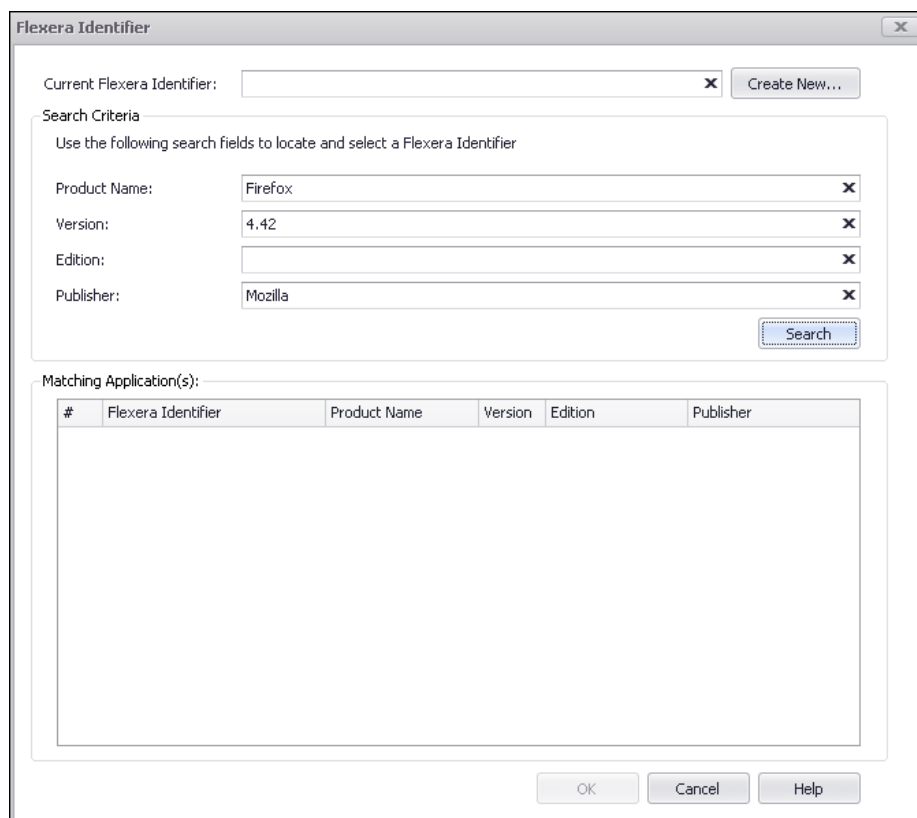 Flexera Identifier
Current Flexera Identifier: Create New...
Search Criteria
Use the following search fields to locate and select a Flexera Identifier
Product Name: Firefox
Version: 4.42
Edition:
Publisher: Mozilla
Search
Matching Application(s):
# Flexera Identifier Product Name Version Edition Publisher
OK Cancel Help